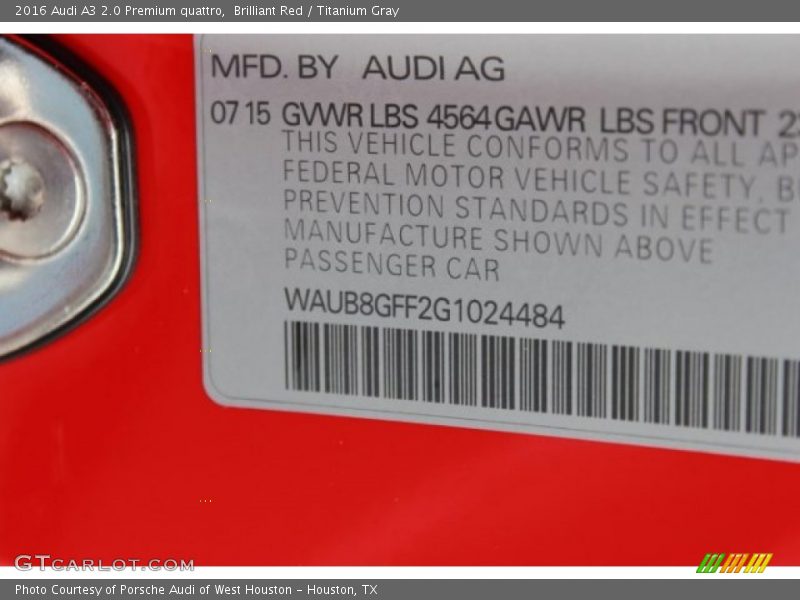 2016 Audi A3 2.0 Premium quattro,  Brilliant Red / Titanium Gray
MFD. BY AUDI AG
07 15 GVWR LBS 4564 GAWR LBS FRONT
THIS VEHICLE CONFORMS TO ALL
FEDERAL MOTOR VEHICLE SAFETY,
PREVENTION STANDARDS IN EFFECT
MANUFACTURE SHOWN ABOVE
PASSENGER CAR
WAUB8GFF2G1024484
GTCARLOT.COM
Photo Courtesy of Porsche Audi of West Houston - Houston, TX